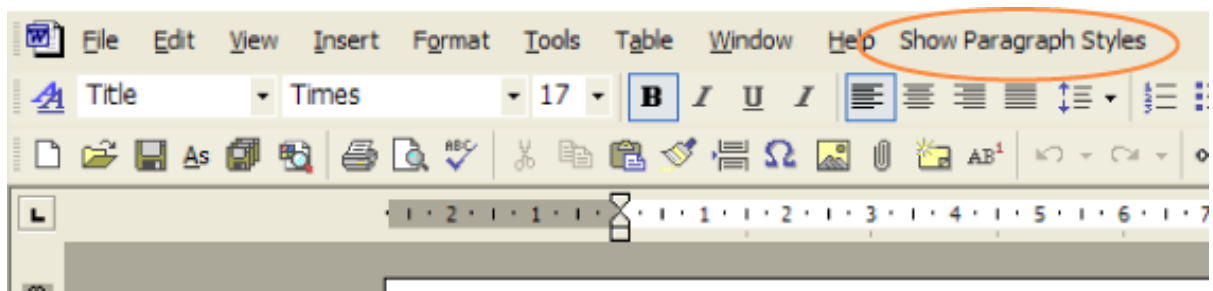 File Edit View Insert Format Tools Table Window Help Show Paragraph Styles
A Title Times 17 B I U I
As ABC Ω AB1
L 2 1 1 2 3 4 5 6 7